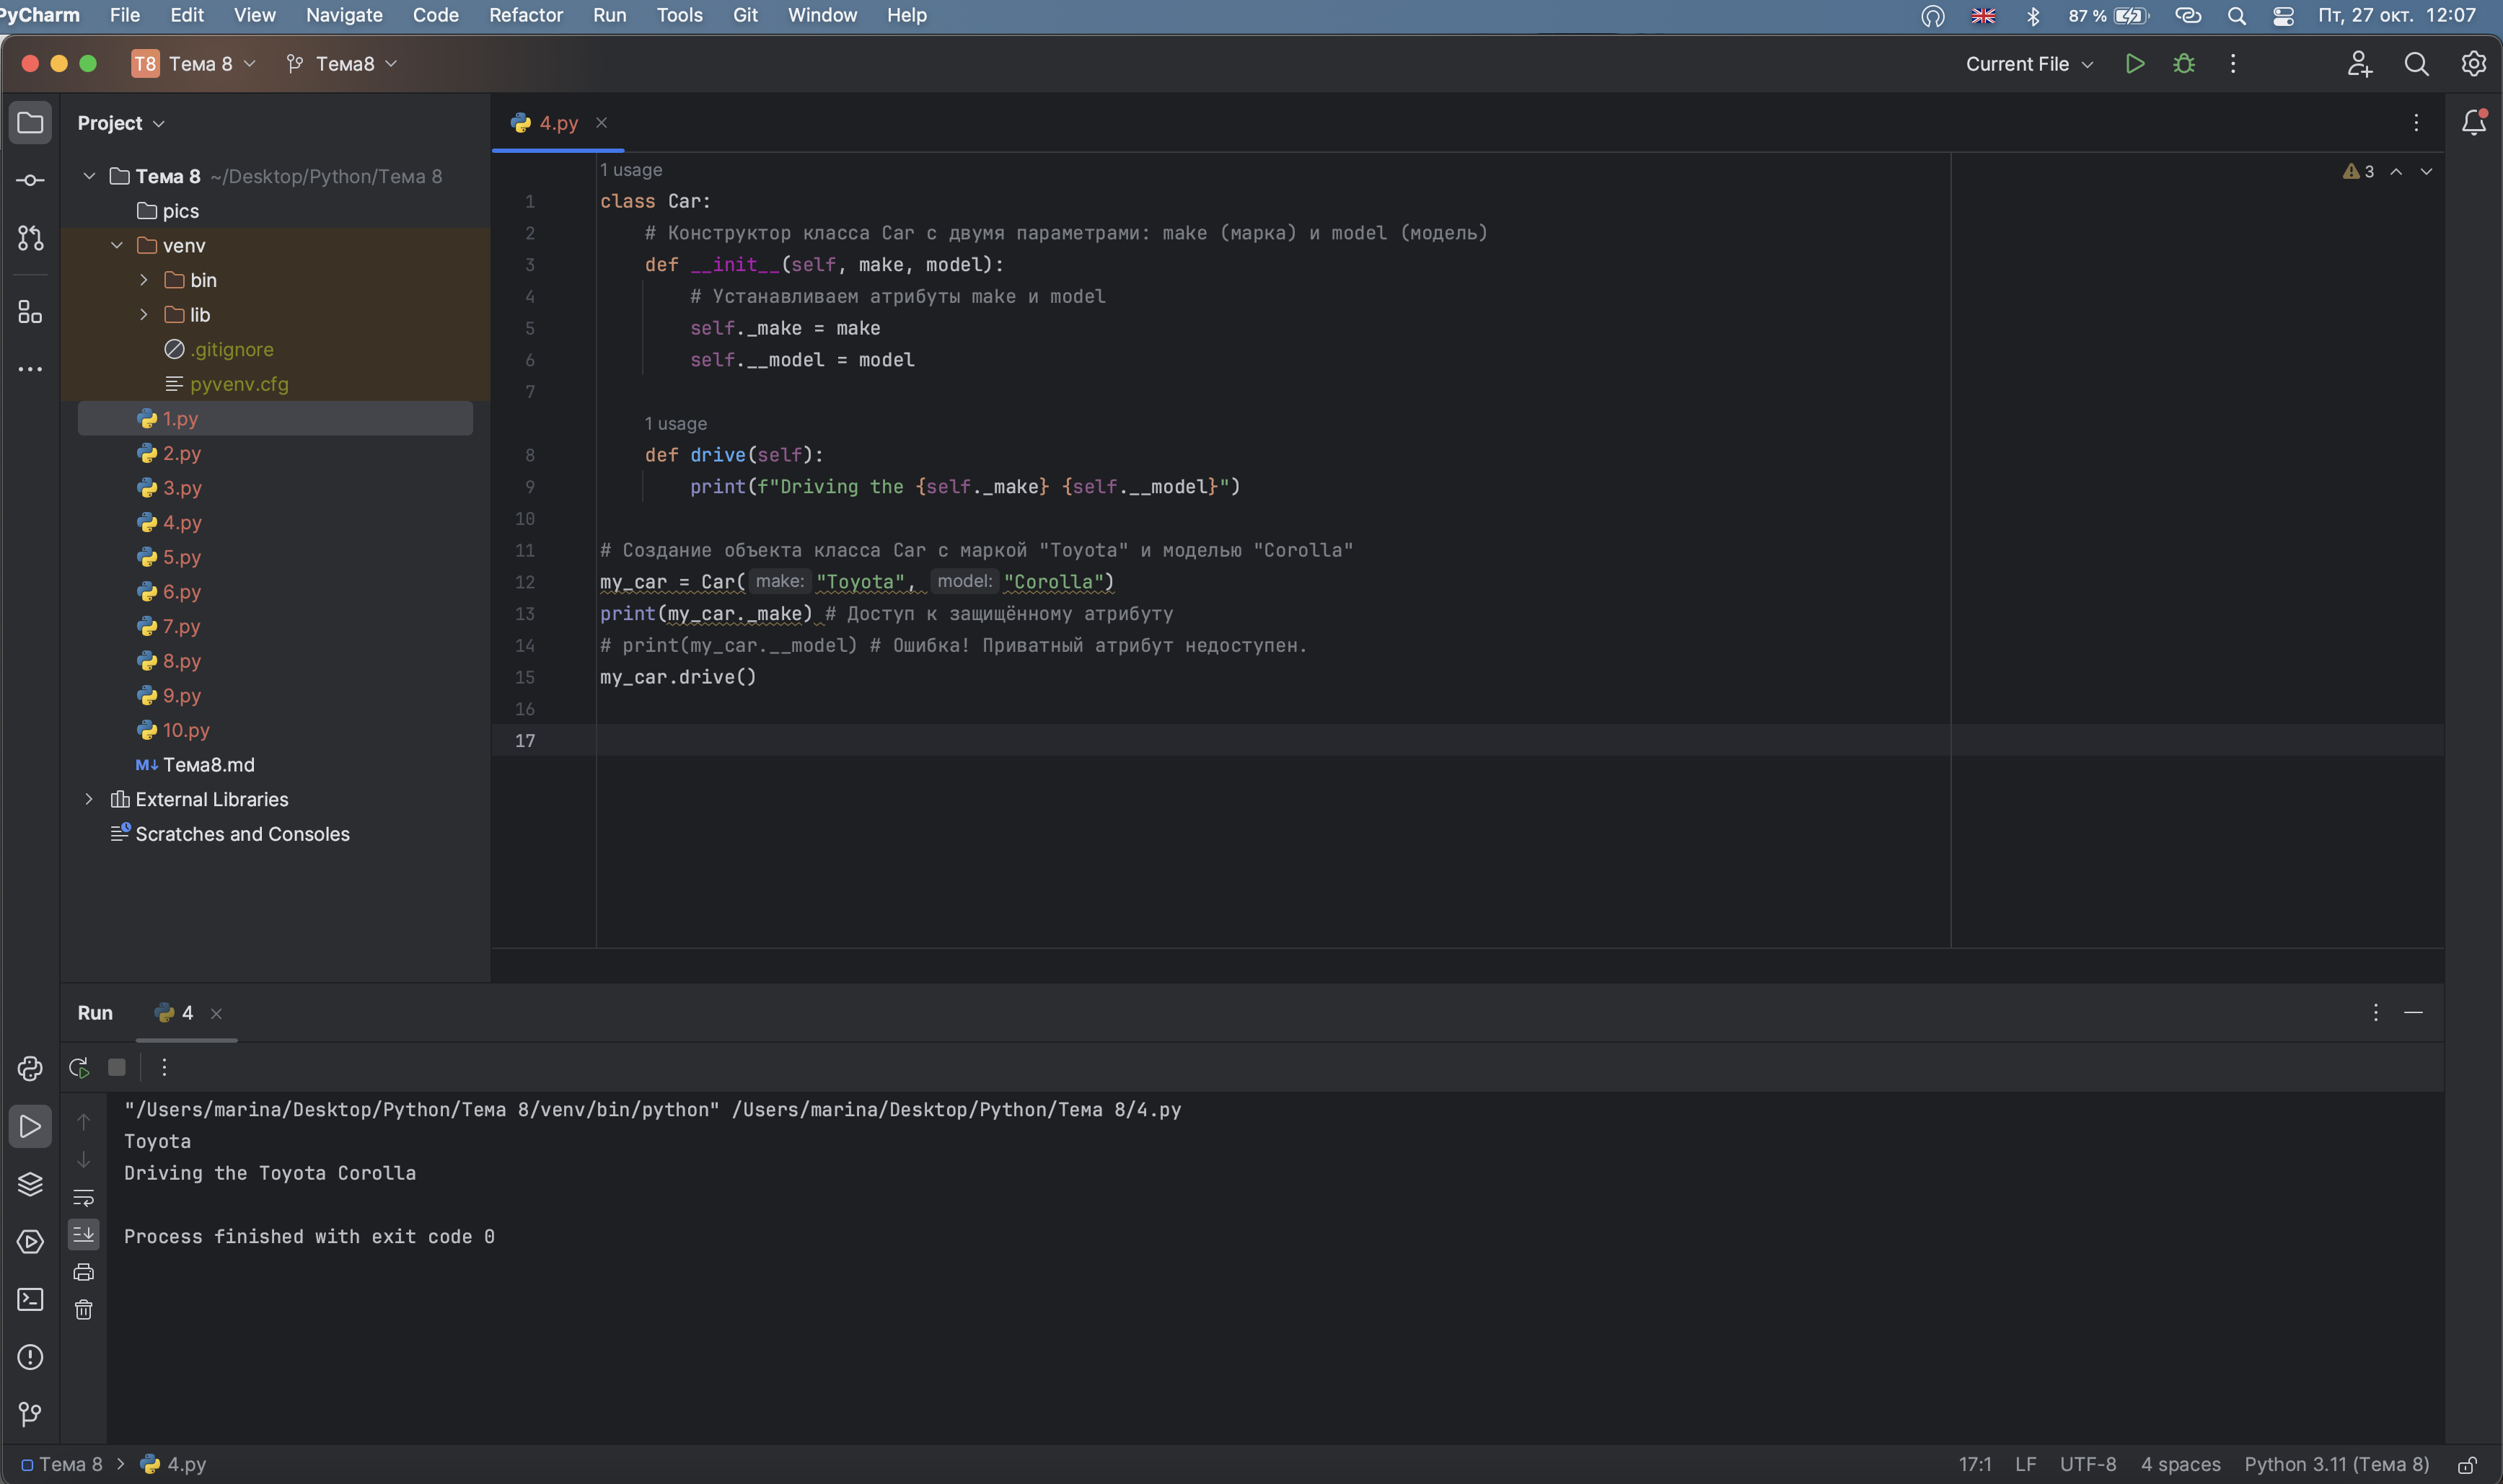 PyCharm File Edit View Navigate Code Refactor Run Tools Git Window Help 87 % Пт, 27 окт. 12:07
T8 Тема 8 Тема8 Current File
Project
Тема 8 ~/Desktop/Python/Тема 8
pics
venv
bin
lib
.gitignore
pyvenv.cfg
1.py
2.py
3.py
4.py
5.py
6.py
7.py
8.py
9.py
10.py
M↓ Тема8.md
External Libraries
Scratches and Consoles
4.py
3
1 usage
1 class Car:
2 # Конструктор класса Car с двумя параметрами: make (марка) и model (модель)
3 def __init__(self, make, model):
4 # Устанавливаем атрибуты make и model
5 self._make = make
6 self.__model = model
7
1 usage
8 def drive(self):
9 print(f"Driving the {self._make} {self.__model}")
10
11 # Создание объекта класса Car с маркой "Toyota" и моделью "Corolla"
12 my_car = Car( make: "Toyota", model: "Corolla")
13 print(my_car._make) # Доступ к защищённому атрибуту
14 # print(my_car.__model) # Ошибка! Приватный атрибут недоступен.
15 my_car.drive()
16
17
Run 4
"/Users/marina/Desktop/Python/Тема 8/venv/bin/python" /Users/marina/Desktop/Python/Тема 8/4.py
Toyota
Driving the Toyota Corolla
Process finished with exit code 0
Тема 8 > 4.py 17:1 LF UTF-8 4 spaces Python 3.11 (Тема 8)